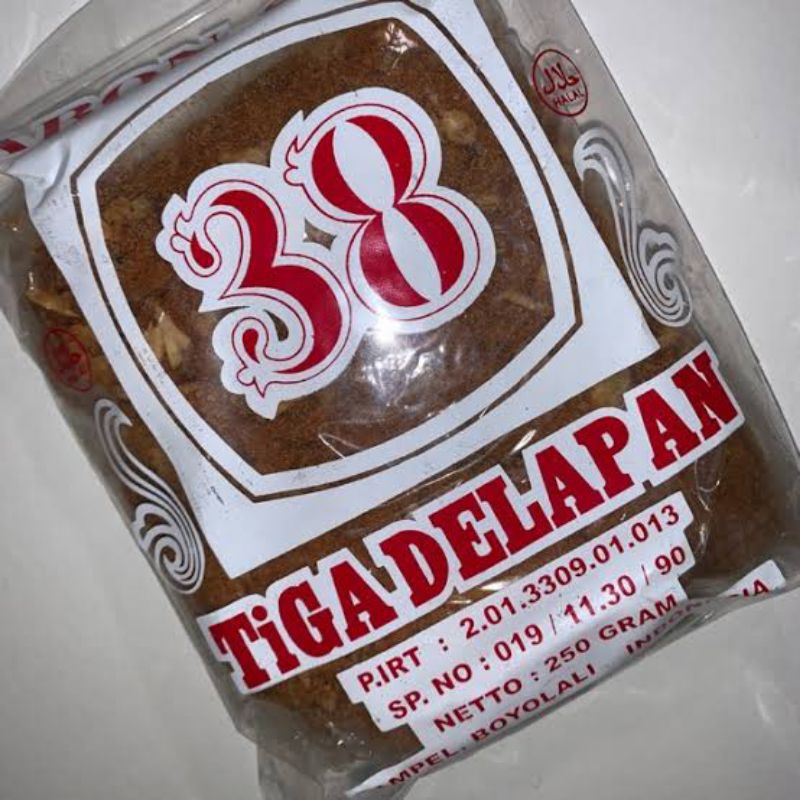 38
حلال
HALAL
TiGA DELAPAN
P.IRT : 2.01.3309.01.013
SP. NO : 019 / 11.30 / 90
NETTO : 250 GRAM
BOYOLALI